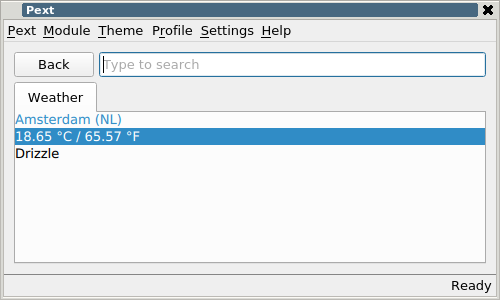 Pext
Pext Module Theme Profile Settings Help
Back Type to search
Weather
Amsterdam (NL)
18.65 °C / 65.57 °F
Drizzle
Ready